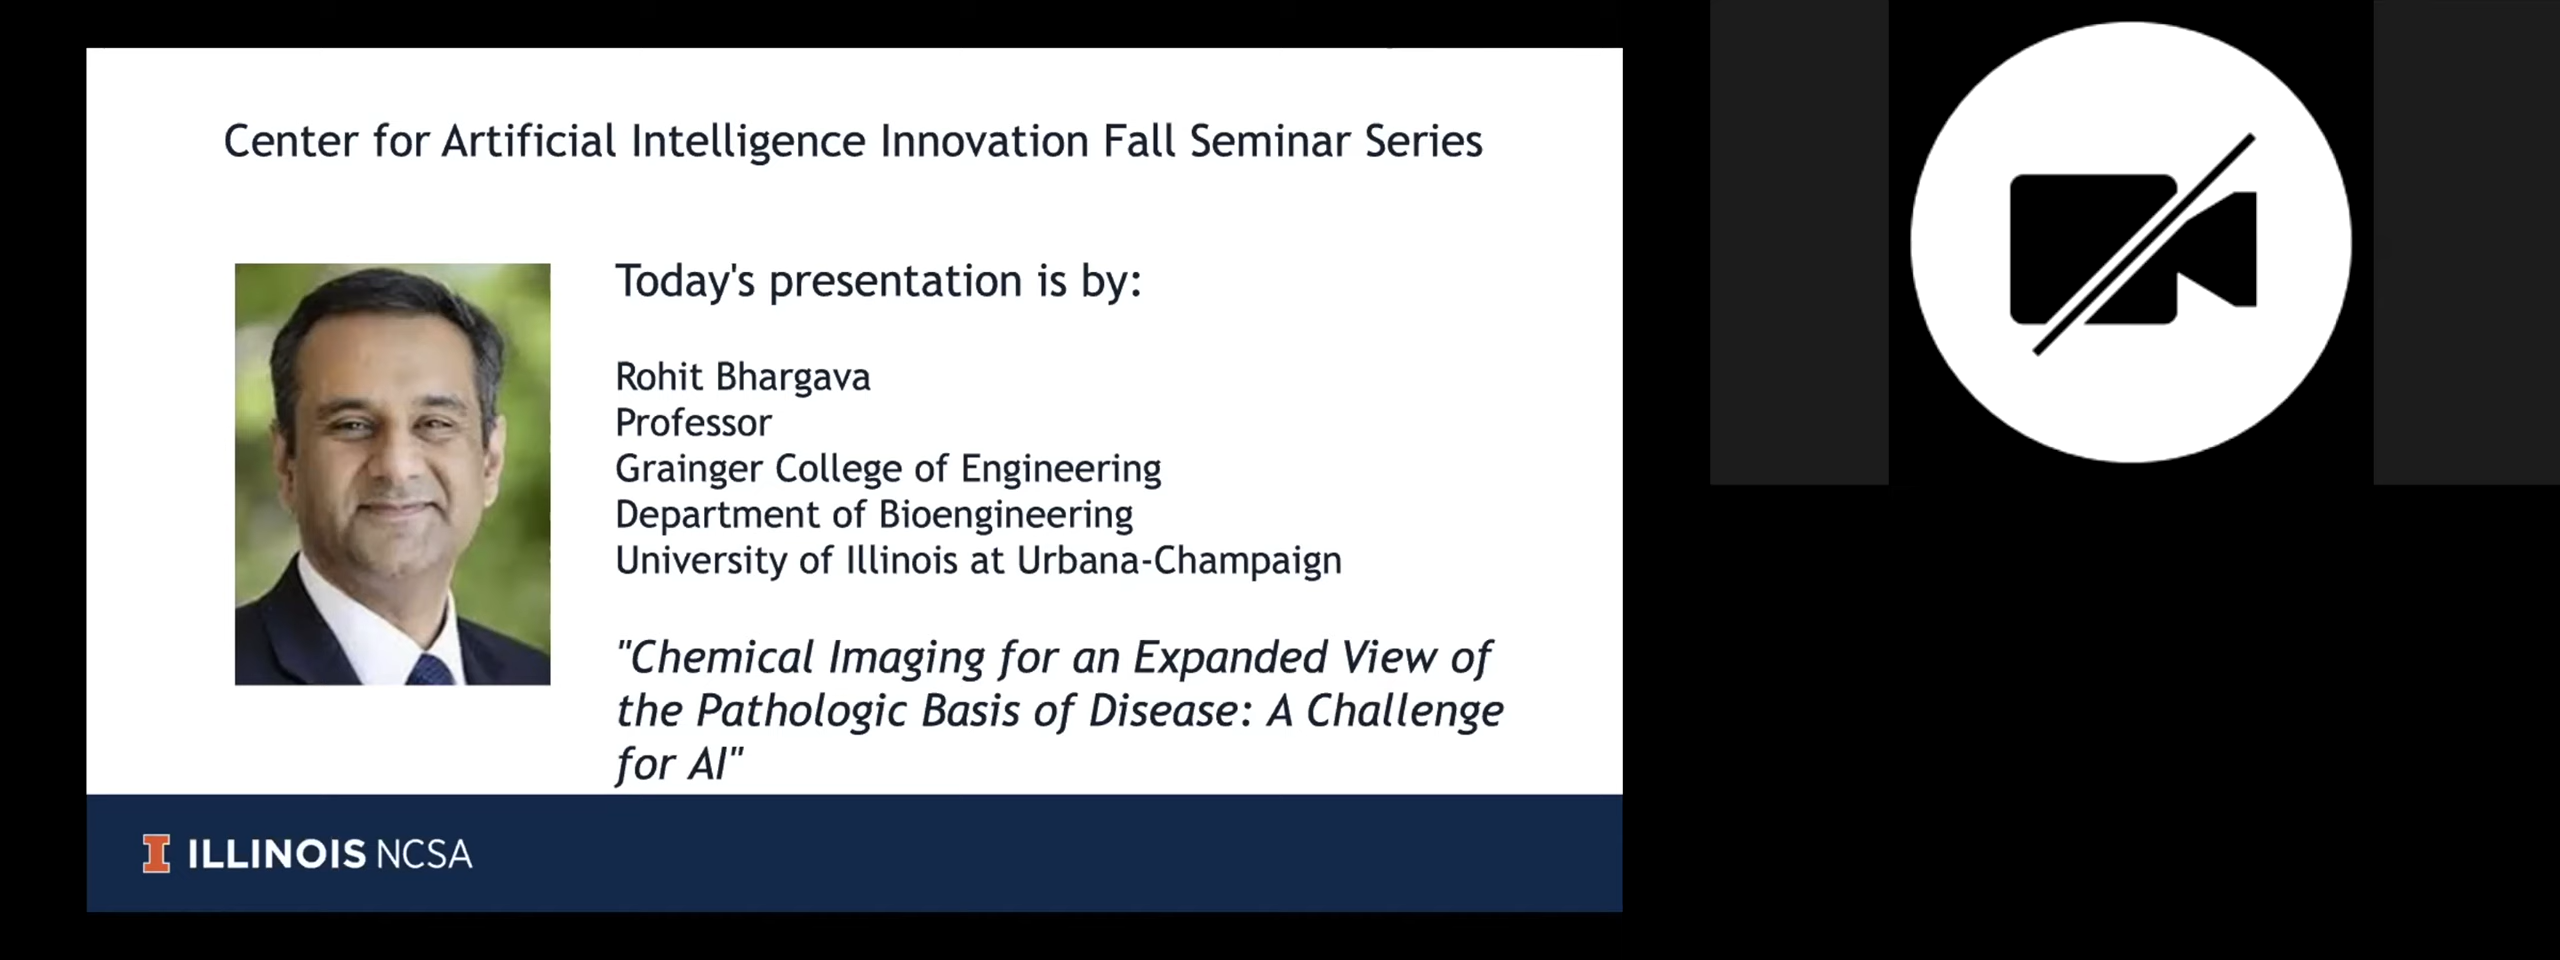 Center for Artificial Intelligence Innovation Fall Seminar Series
Today's presentation is by:
Rohit Bhargava
Professor
Grainger College of Engineering
Department of Bioengineering
University of Illinois at Urbana-Champaign
"Chemical Imaging for an Expanded View of
the Pathologic Basis of Disease: A Challenge
for AI"
I ILLINOIS NCSA